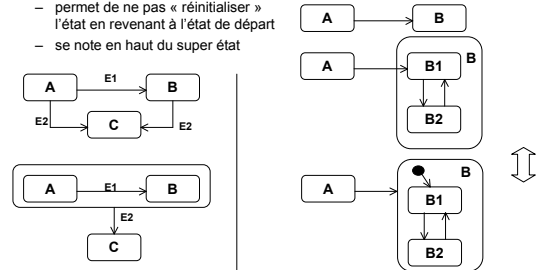 – permet de ne pas « réinitialiser »
l'état en revenant à l'état de départ
– se note en haut du super état
A E1 B
E2 C E2
A E1 B
E2
C
A B
A B1 B
B2
B
A B1
B2